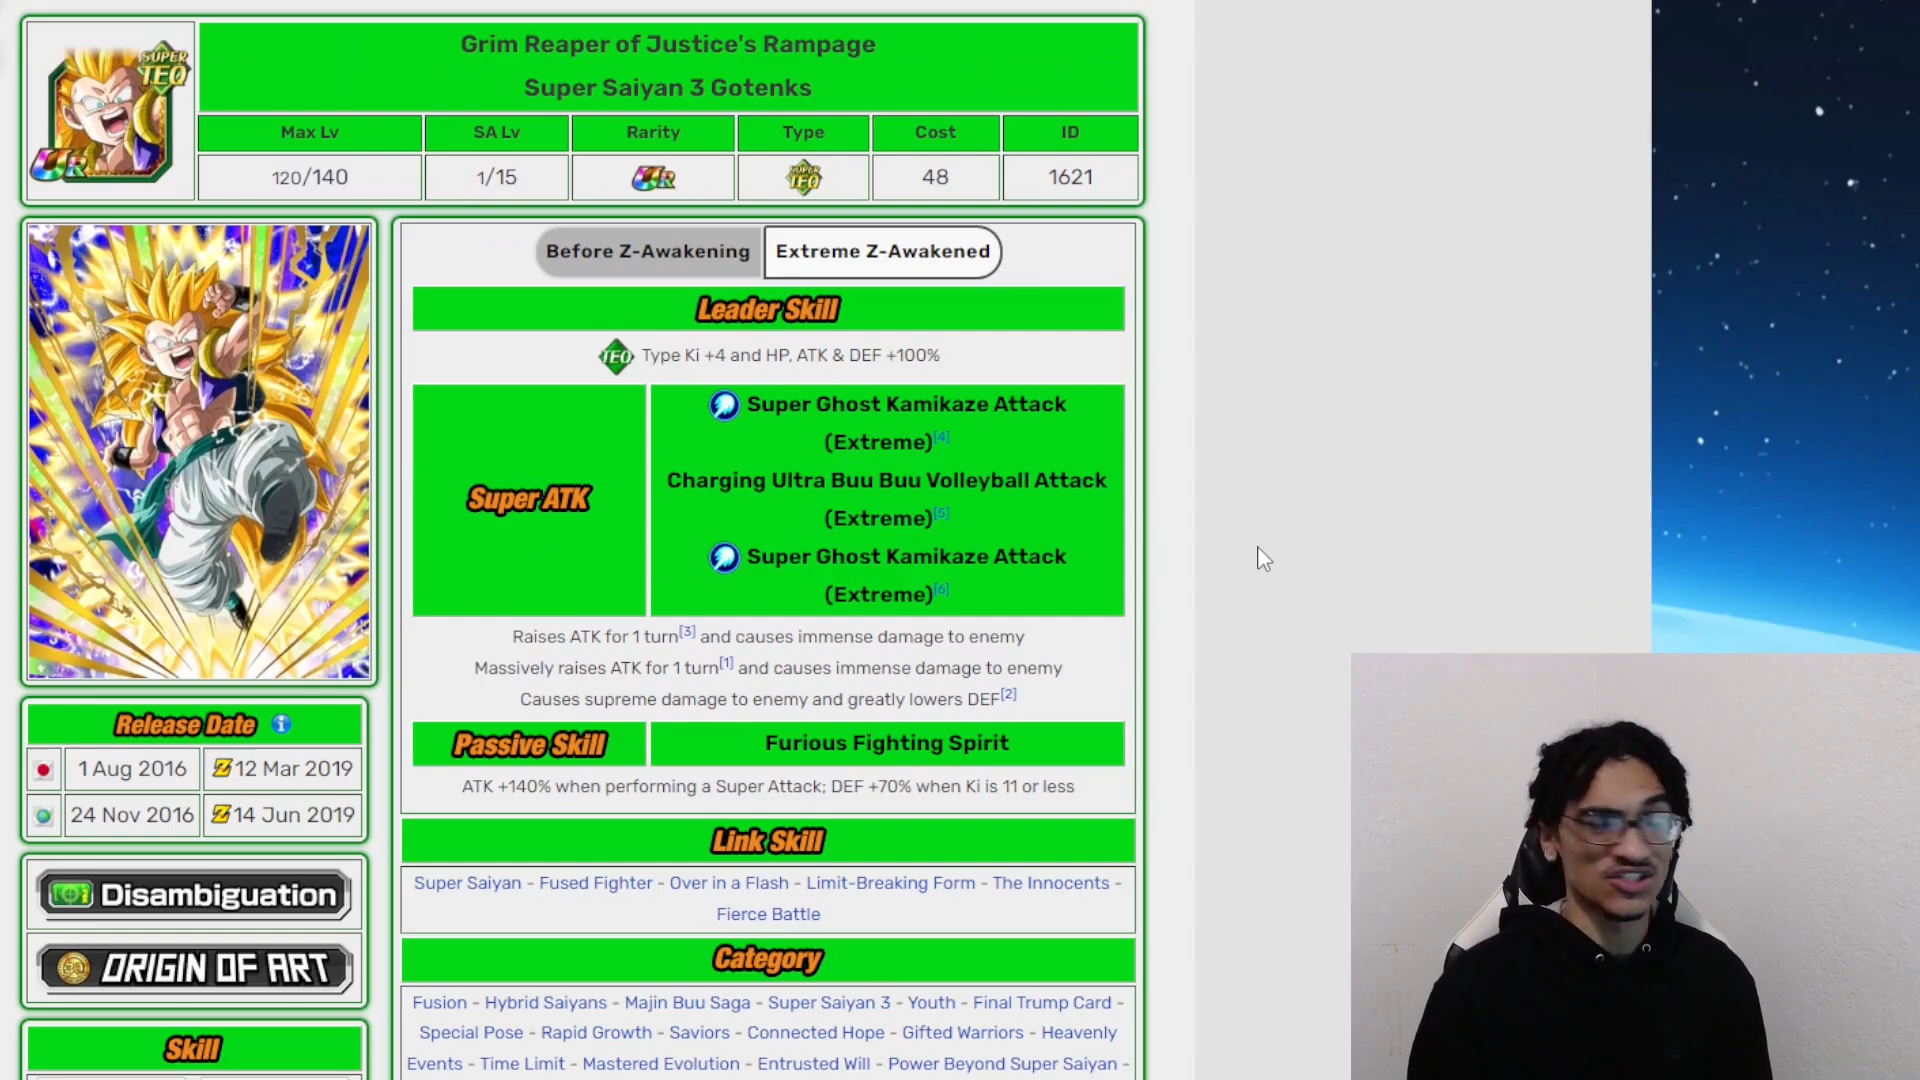 Grim Reaper of Justice's Rampage
Super Saiyan 3 Gotenks
SUPER TEQ
UR
Max Lv SA Lv Rarity Type Cost ID
120/140 1/15 UR SUPER TEQ 48 1621
Before Z-Awakening Extreme Z-Awakened
Leader Skill
TEQ Type Ki +4 and HP, ATK & DEF +100%
Super ATK
Super Ghost Kamikaze Attack
(Extreme)[4]
Charging Ultra Buu Buu Volleyball Attack
(Extreme)[5]
Super Ghost Kamikaze Attack
(Extreme)[6]
Raises ATK for 1 turn[3] and causes immense damage to enemy
Massively raises ATK for 1 turn[1] and causes immense damage to enemy
Causes supreme damage to enemy and greatly lowers DEF[2]
Passive Skill Furious Fighting Spirit
ATK +140% when performing a Super Attack; DEF +70% when Ki is 11 or less
Link Skill
Super Saiyan - Fused Fighter - Over in a Flash - Limit-Breaking Form - The Innocents -
Fierce Battle
Category
Fusion - Hybrid Saiyans - Majin Buu Saga - Super Saiyan 3 - Youth - Final Trump Card -
Special Pose - Rapid Growth - Saviors - Connected Hope - Gifted Warriors - Heavenly
Events - Time Limit - Mastered Evolution - Entrusted Will - Power Beyond Super Saiyan -
Release Date i
1 Aug 2016 Z 12 Mar 2019
24 Nov 2016 Z 14 Jun 2019
Disambiguation
ORIGIN OF ART
Skill